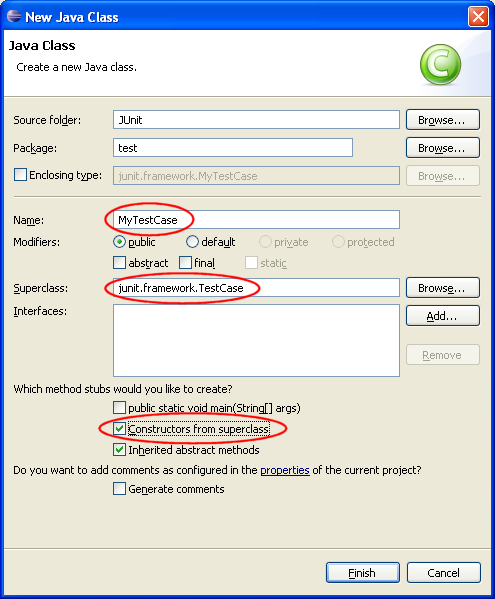 New Java Class
Java Class
Create a new Java class.
C
Source folder: JUnit Browse...
Package: test Browse...
Enclosing type: junit.framework.MyTestCase Browse...
Name: MyTestCase
Modifiers: public default private protected
abstract final static
Superclass: junit.framework.TestCase Browse...
Interfaces: Add...
Remove
Which method stubs would you like to create?
public static void main(String[] args)
Constructors from superclass
Inherited abstract methods
Do you want to add comments as configured in the properties of the current project?
Generate comments
Finish Cancel